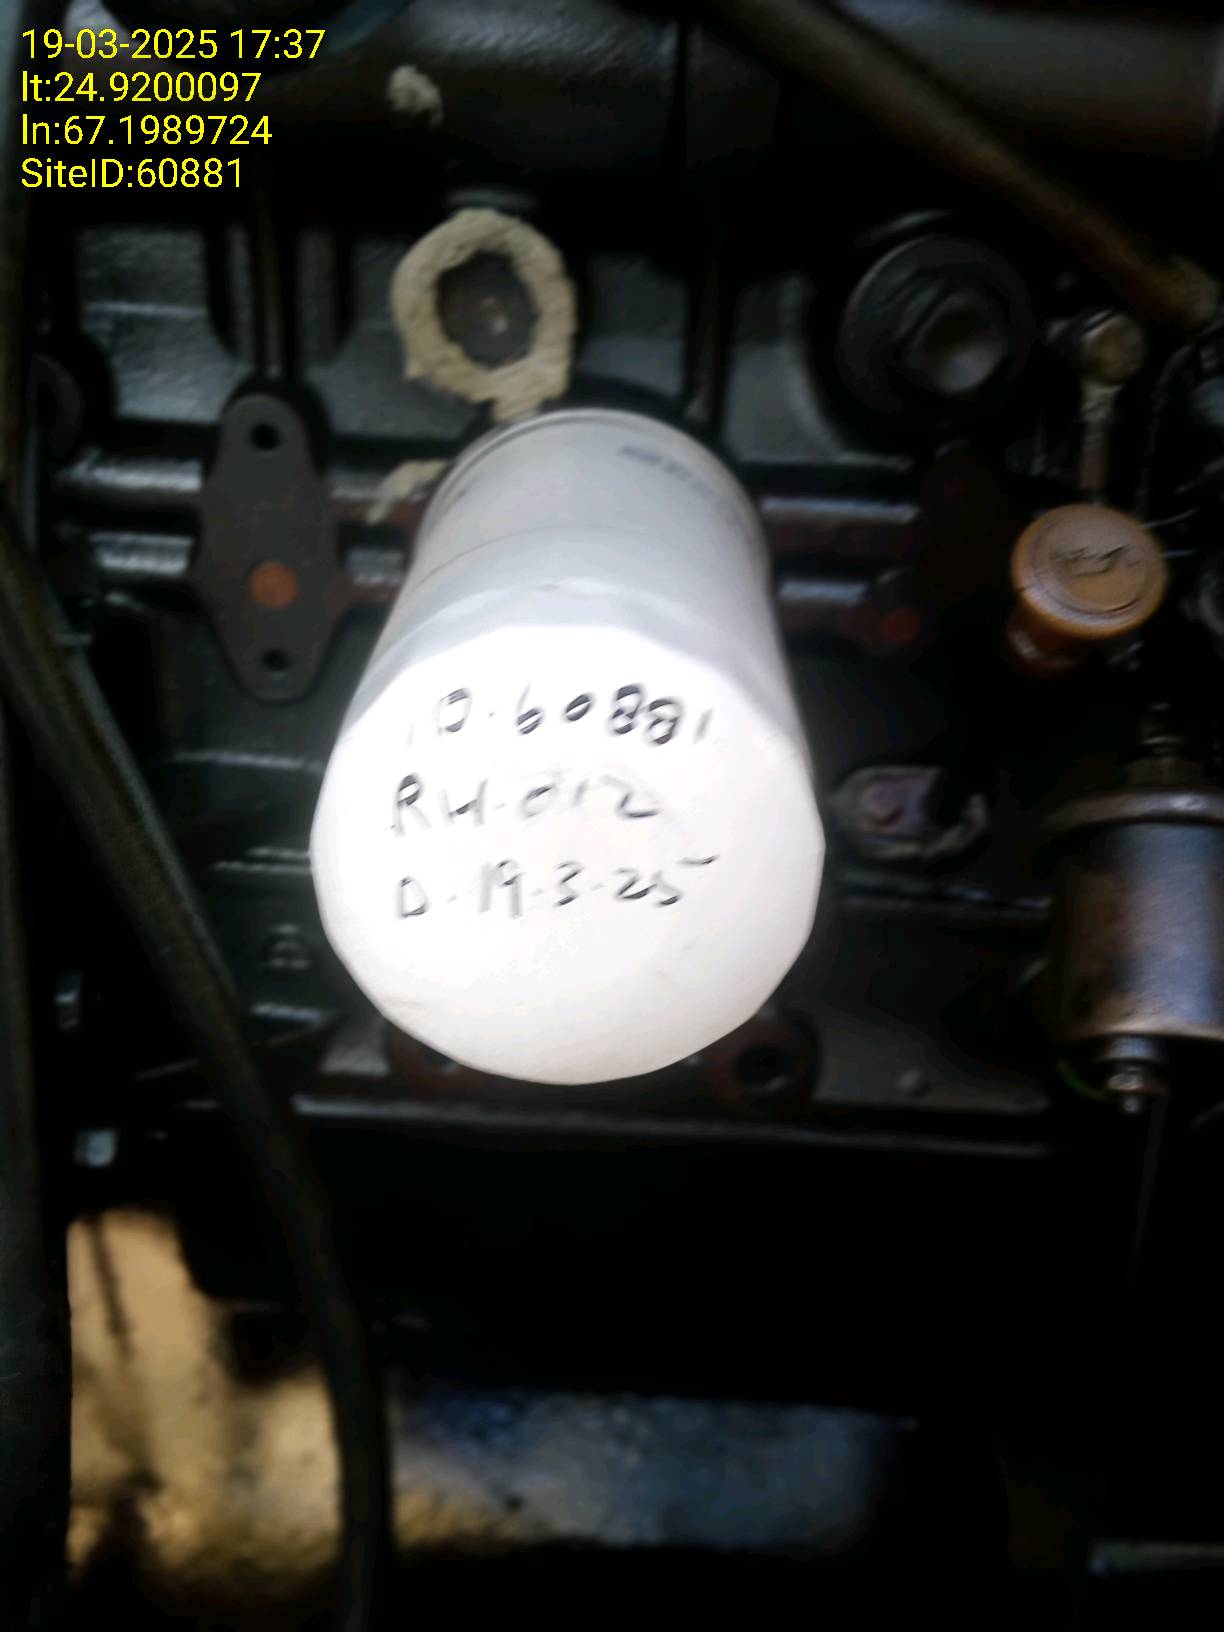 19-03-2025 17:37
lt:24.9200097
ln:67.1989724
SiteID:60881
ID.60881
RH-012
D-19-3-25